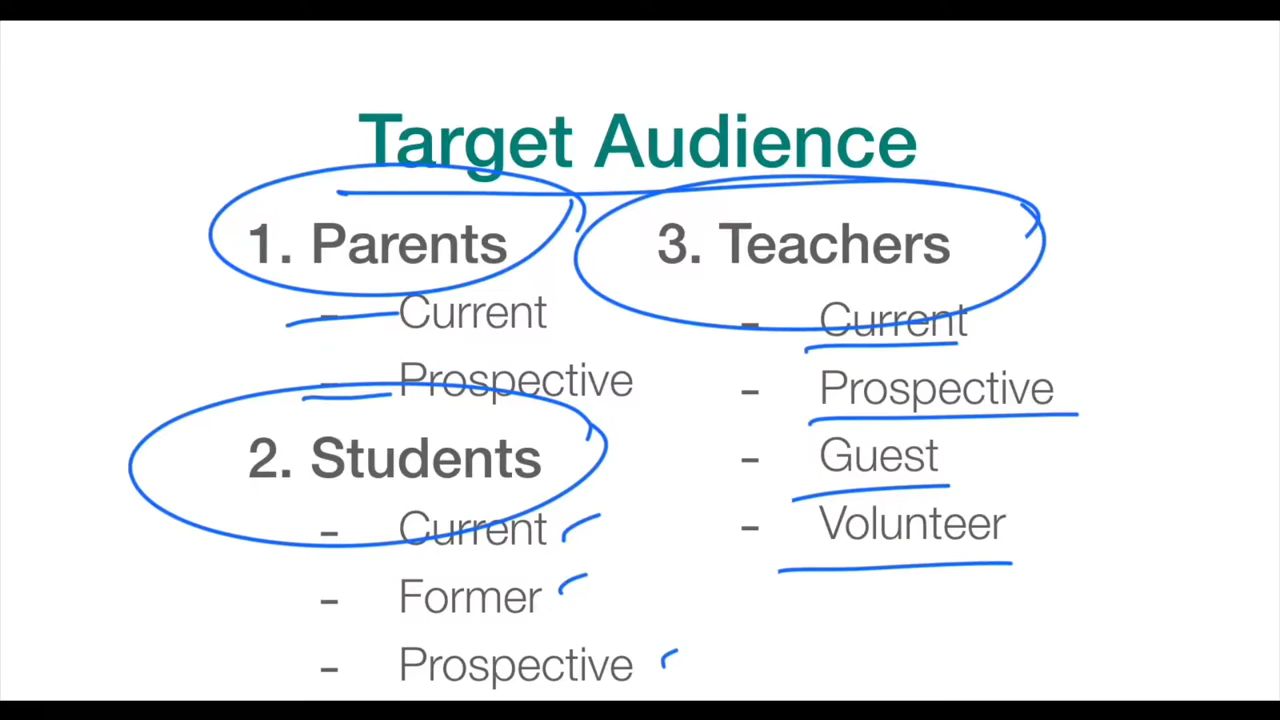 Target Audience
1. Parents
- Current
- Prospective
2. Students
- Current
- Former
- Prospective
3. Teachers
- Current
- Prospective
- Guest
- Volunteer